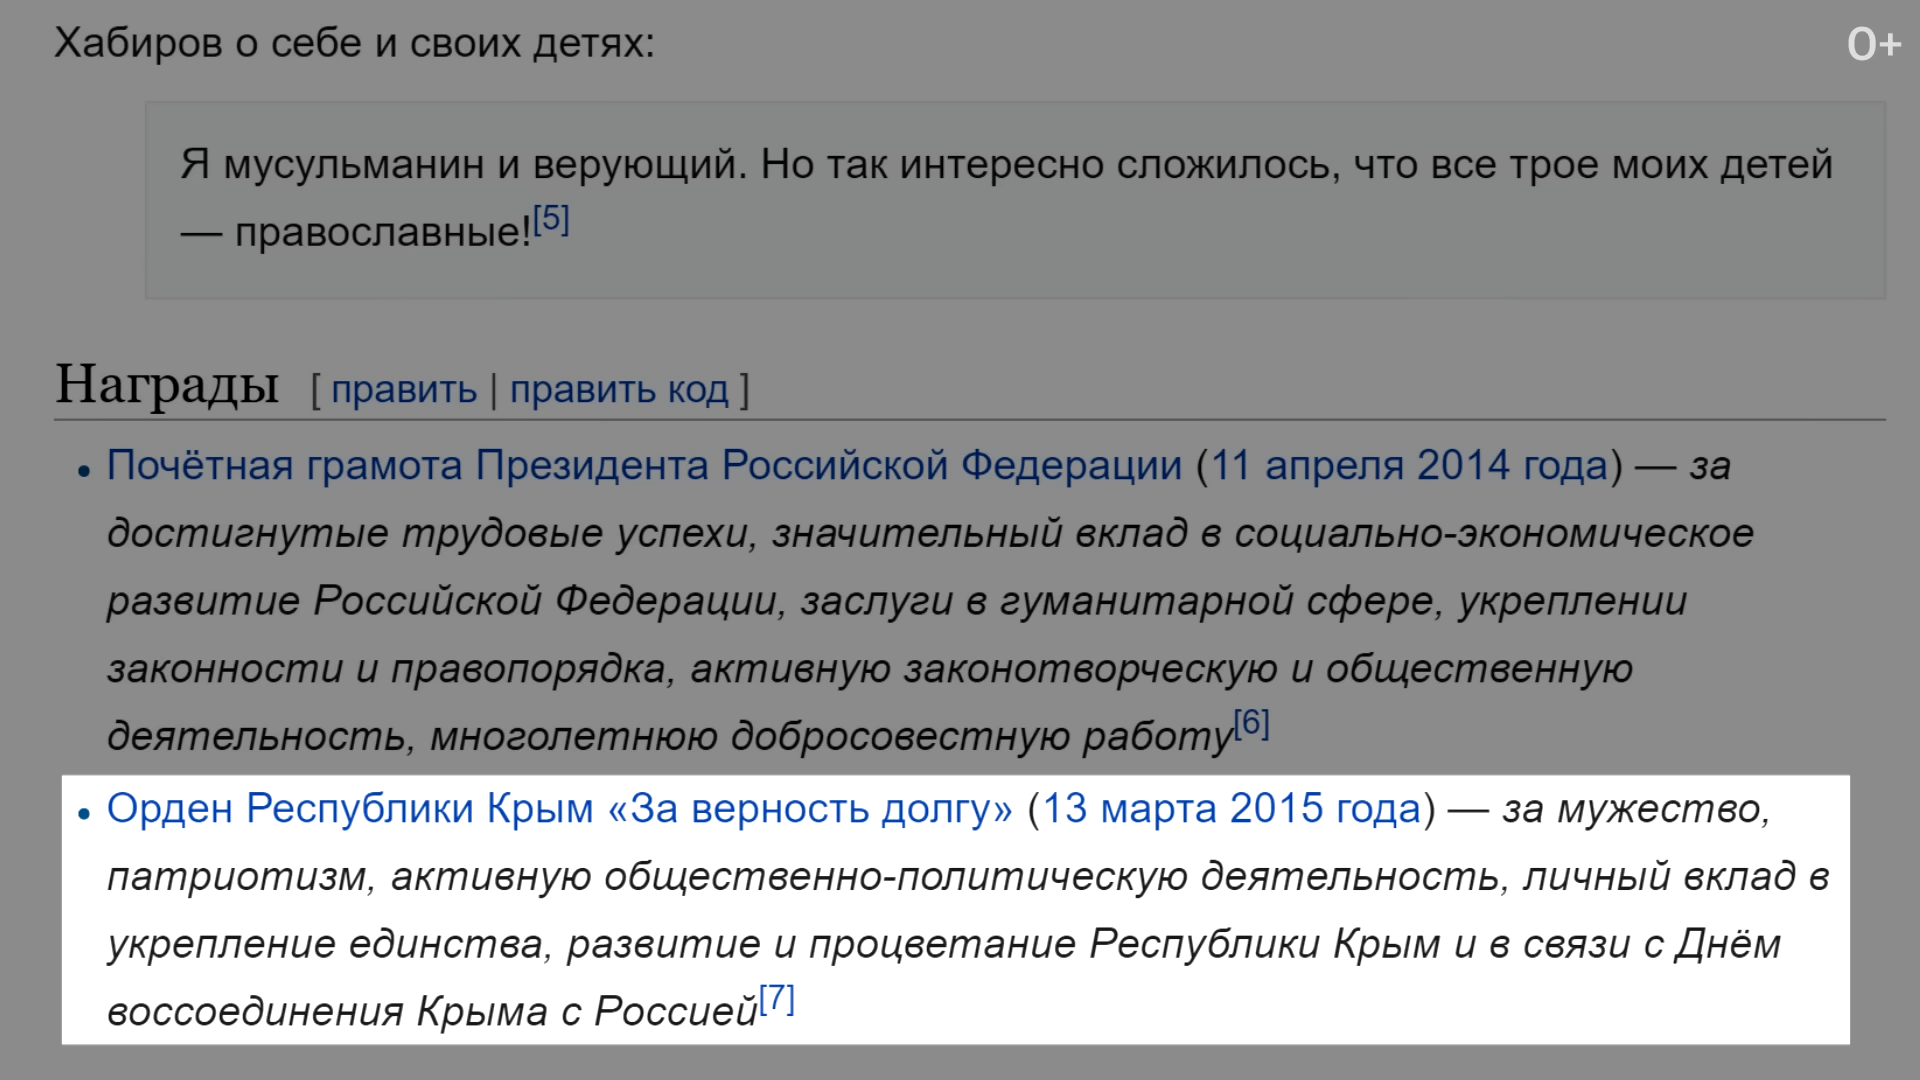 Хабиров о себе и своих детях:
0+
Я мусульманин и верующий. Но так интересно сложилось, что все трое моих детей
— православные![5]
Награды [ править | править код ]
• Почётная грамота Президента Российской Федерации (11 апреля 2014 года) — за
достигнутые трудовые успехи, значительный вклад в социально-экономическое
развитие Российской Федерации, заслуги в гуманитарной сфере, укреплении
законности и правопорядка, активную законотворческую и общественную
деятельность, многолетнюю добросовестную работу[6]
• Орден Республики Крым «За верность долгу» (13 марта 2015 года) — за мужество,
патриотизм, активную общественно-политическую деятельность, личный вклад в
укрепление единства, развитие и процветание Республики Крым и в связи с Днём
воссоединения Крыма с Россией[7]